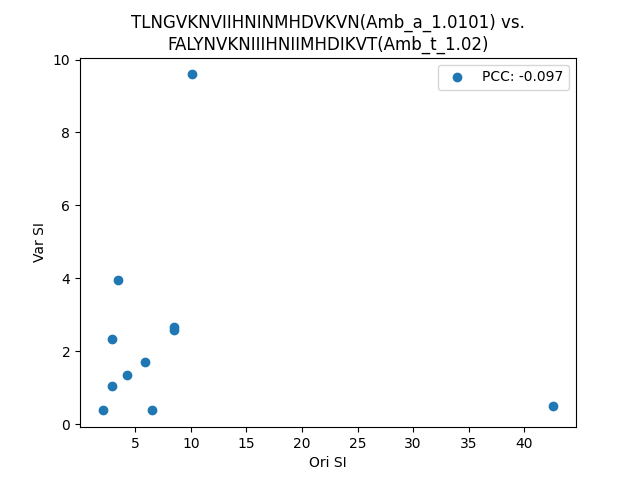 TLNGVKNVIIHNINMHDVKVN(Amb_a_1.0101) vs.
FALYNVKNIIIHNIIMHDIKVT(Amb_t_1.02)
PCC: -0.097
10
8
6
4
2
0
Var SI
5
10
15
20
25
30
35
40
Ori SI